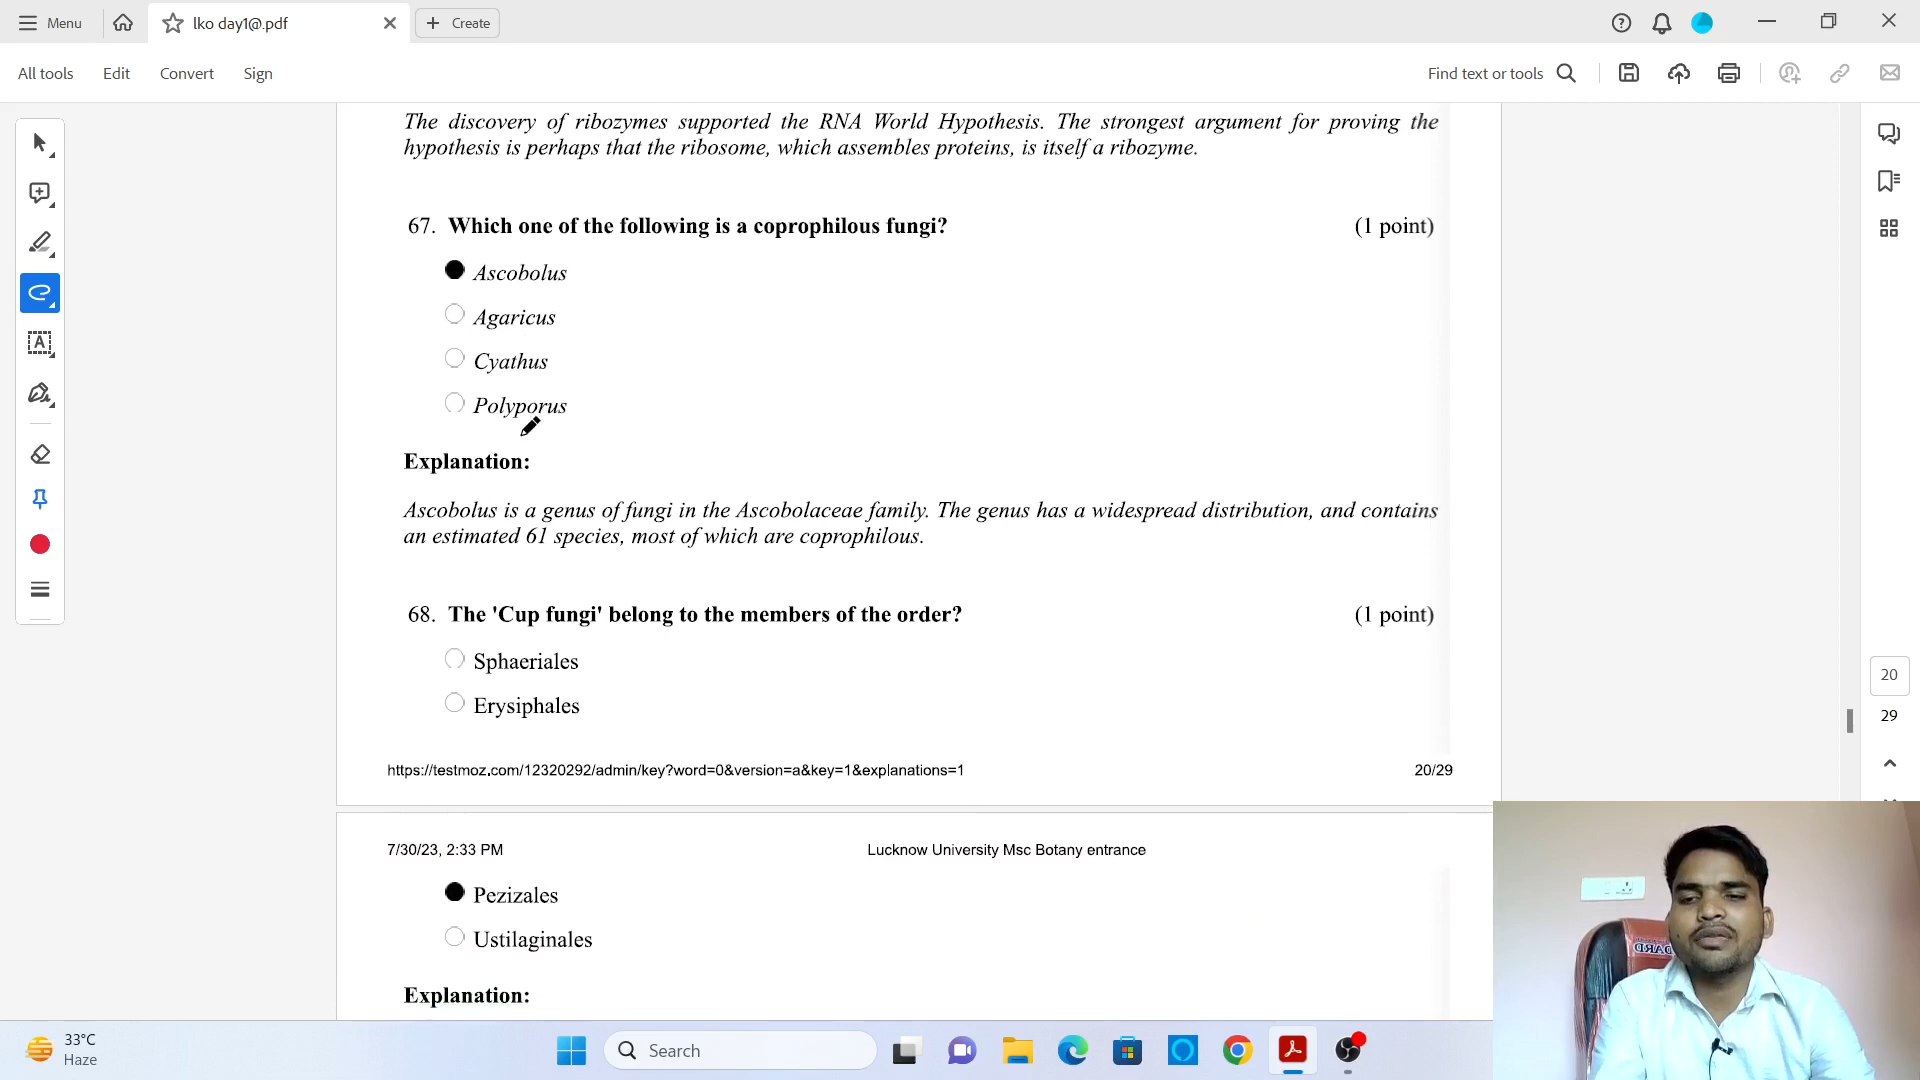 Menu
lko day1@.pdf
Create
All tools
Edit
Convert
Sign
Find text or tools
The discovery of ribozymes supported the RNA World Hypothesis. The strongest argument for proving the
hypothesis is perhaps that the ribosome, which assembles proteins, is itself a ribozyme.
67. Which one of the following is a coprophilous fungi? (1 point)
Ascobolus
Agaricus
Cyathus
Polyporus
Explanation:
Ascobolus is a genus of fungi in the Ascobolaceae family. The genus has a widespread distribution, and contains
an estimated 61 species, most of which are coprophilous.
68. The 'Cup fungi' belong to the members of the order? (1 point)
Sphaeriales
Erysiphales
https://testmoz.com/12320292/admin/key?word=0&version=a&key=1&explanations=1 20/29
7/30/23, 2:33 PM Lucknow University Msc Botany entrance
Pezizales
Ustilaginales
Explanation:
20
29
33°C
Haze
Search